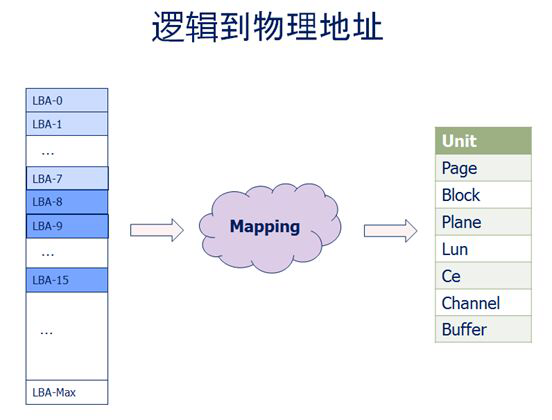 逻辑到物理地址
LBA-0
LBA-1
...
LBA-7
LBA-8
LBA-9
...
LBA-15
...
LBA-Max
Mapping
Unit
Page
Block
Plane
Lun
Ce
Channel
Buffer